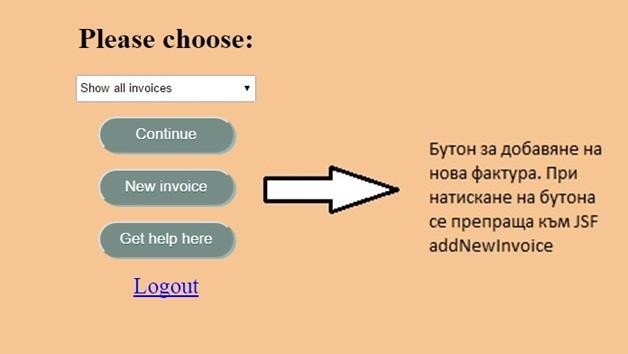 Please choose:
Show all invoices
Continue
New invoice
Get help here
Logout
Бутон за добавяне на
нова фактура. При
натискане на бутона
се препраща към JSF
addNewInvoice